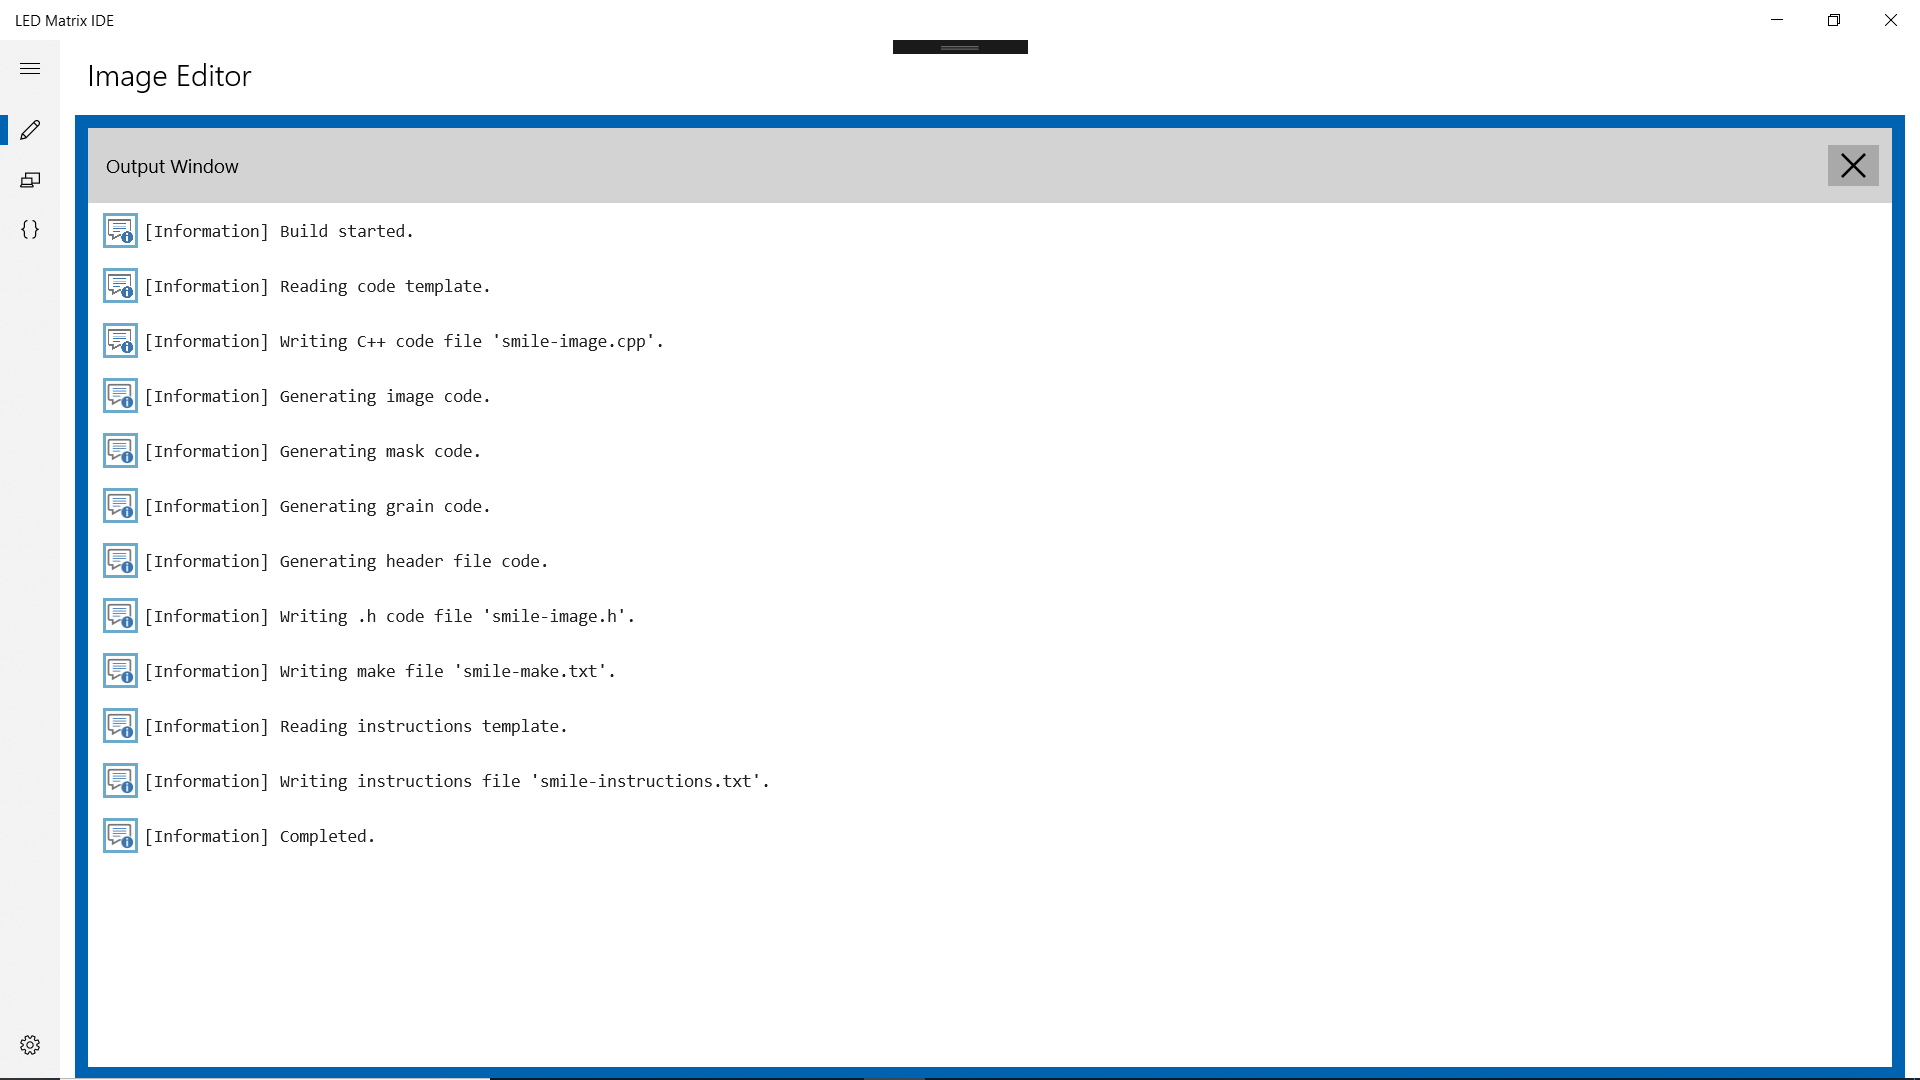 LED Matrix IDE
Image Editor
Output Window
[Information] Build started.
[Information] Reading code template.
[Information] Writing C++ code file 'smile-image.cpp'.
[Information] Generating image code.
[Information] Generating mask code.
[Information] Generating grain code.
[Information] Generating header file code.
[Information] Writing .h code file 'smile-image.h'.
[Information] Writing make file 'smile-make.txt'.
[Information] Reading instructions template.
[Information] Writing instructions file 'smile-instructions.txt'.
[Information] Completed.